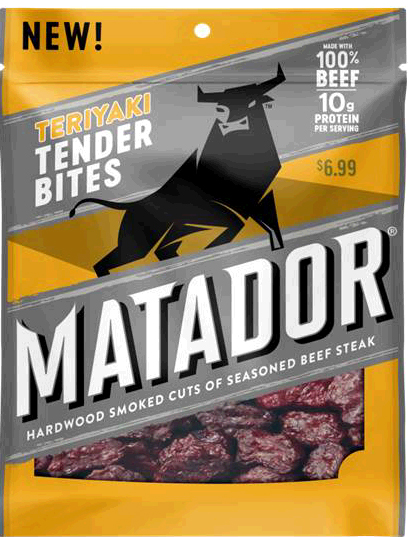 NEW!
MADE WITH
100%
BEEF
10g
PROTEIN
PER SERVING
TERIYAKI
TENDER
BITES
™
$6.99
MATADOR®
HARDWOOD SMOKED CUTS OF SEASONED BEEF STEAK